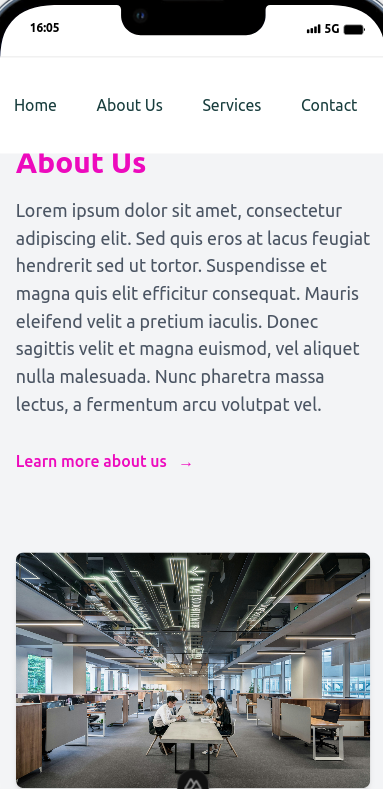 16:05
5G
Home About Us Services Contact
About Us
Lorem ipsum dolor sit amet, consectetur
adipiscing elit. Sed quis eros at lacus feugiat
hendrerit sed ut tortor. Suspendisse et
magna quis elit efficitur consequat. Mauris
eleifend velit a pretium iaculis. Donec
sagittis velit et magna euismod, vel aliquet
nulla malesuada. Nunc pharetra massa
lectus, a fermentum arcu volutpat vel.
Learn more about us →